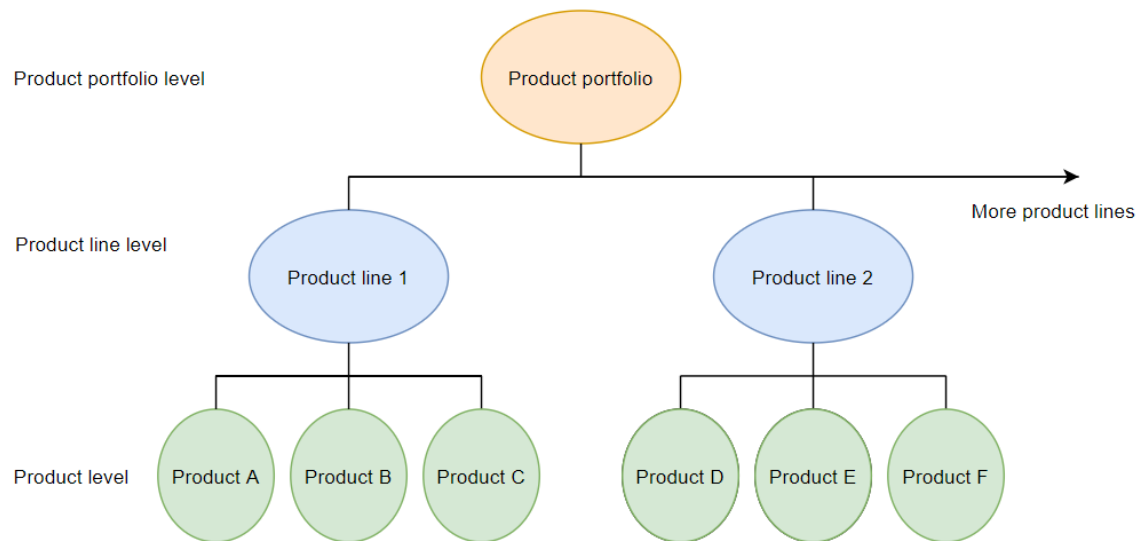 Product portfolio level
Product portfolio
More product lines
Product line level
Product line 1
Product line 2
Product level
Product A
Product B
Product C
Product D
Product E
Product F